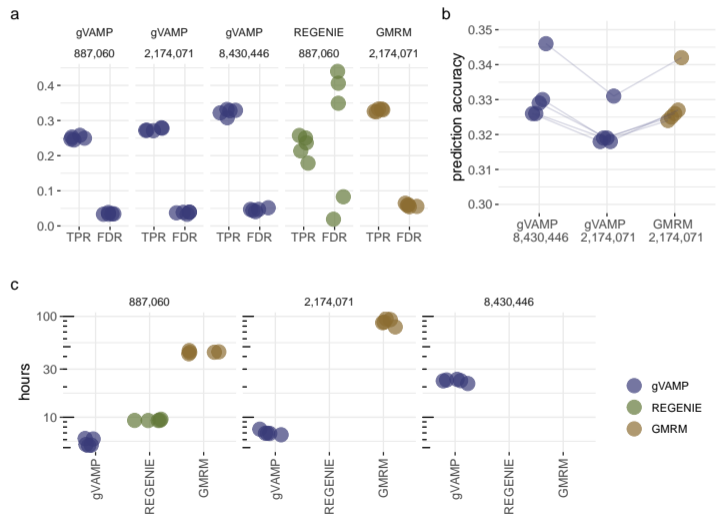 a
gVAMP gVAMP gVAMP REGENIE GMRM
887,060 2,174,071 8,430,446 887,060 2,174,071
0.4
0.3
0.2
0.1
0.0
TPR FDR TPR FDR TPR FDR TPR FDR TPR FDR
b
prediction accuracy
0.35
0.34
0.33
0.32
0.31
0.30
gVAMP gVAMP GMRM
8,430,446 2,174,071 2,174,071
c
887,060 2,174,071 8,430,446
hours
100
30
10
gVAMP REGENIE GMRM gVAMP REGENIE GMRM gVAMP REGENIE GMRM
gVAMP
REGENIE
GMRM